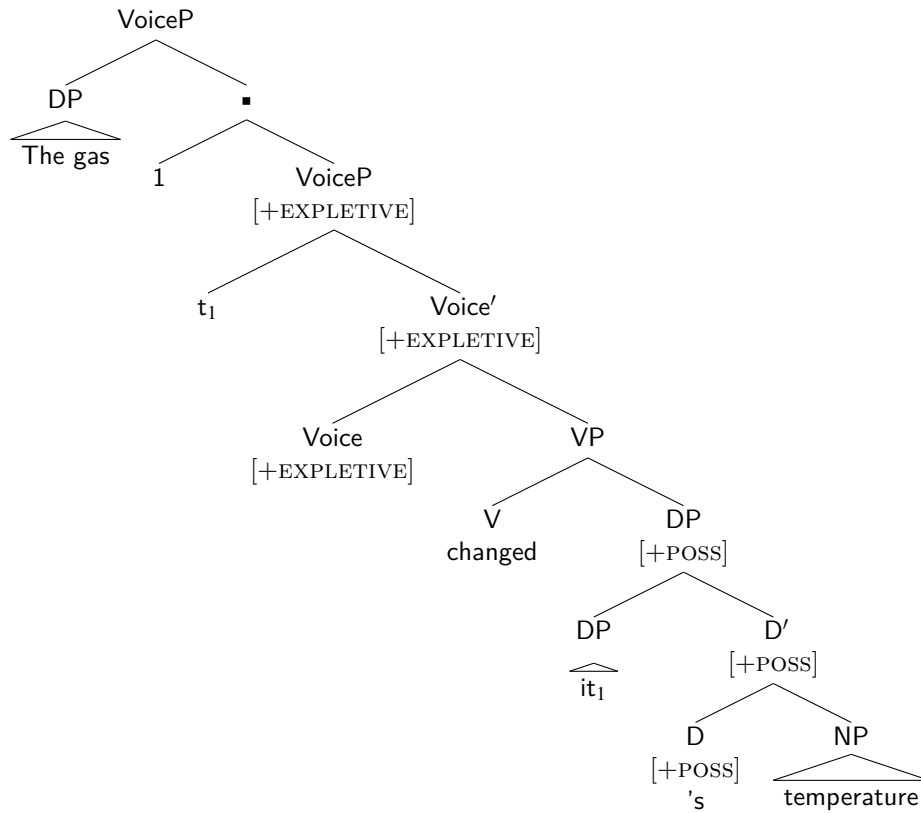 VoiceP
DP
The gas
1
VoiceP
[+EXPLETIVE]
t₁
Voice′
[+EXPLETIVE]
Voice
[+EXPLETIVE]
VP
V
changed
DP
[+POSS]
DP
it₁
D′
[+POSS]
D
[+POSS]
's
NP
temperature